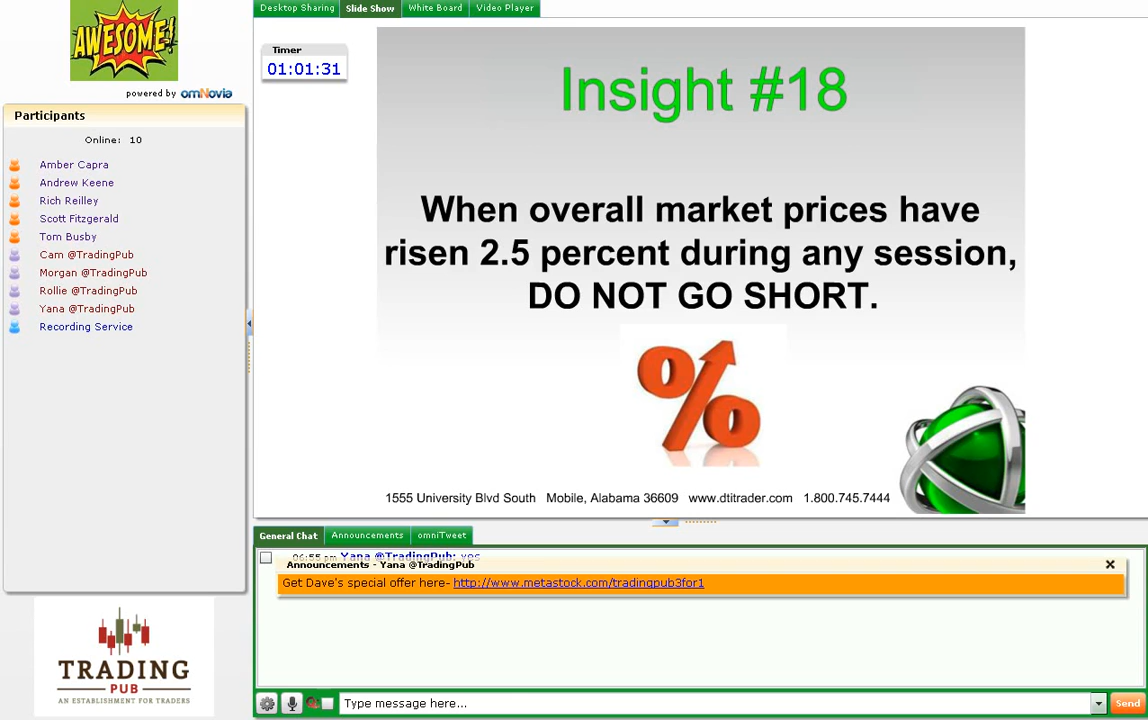 Desktop Sharing
Slide Show
White Board
Video Player
AWESOME!
powered by omNovia
Timer
01:01:31
Participants
Online: 10
Amber Capra
Andrew Keene
Rich Reilley
Scott Fitzgerald
Tom Busby
Cam @TradingPub
Morgan @TradingPub
Rollie @TradingPub
Yana @TradingPub
Recording Service
Insight #18
When overall market prices have
risen 2.5 percent during any session,
DO NOT GO SHORT.
%
1555 University Blvd South Mobile, Alabama 36609 www.dtitrader.com 1.800.745.7444
General Chat
Announcements
omniTweet
06:55 pm Yana @TradingPub: yes
Announcements - Yana @TradingPub
Get Dave's special offer here- http://www.metastock.com/tradingpub3for1
TRADING
PUB
AN ESTABLISHMENT FOR TRADERS
Type message here...
Send